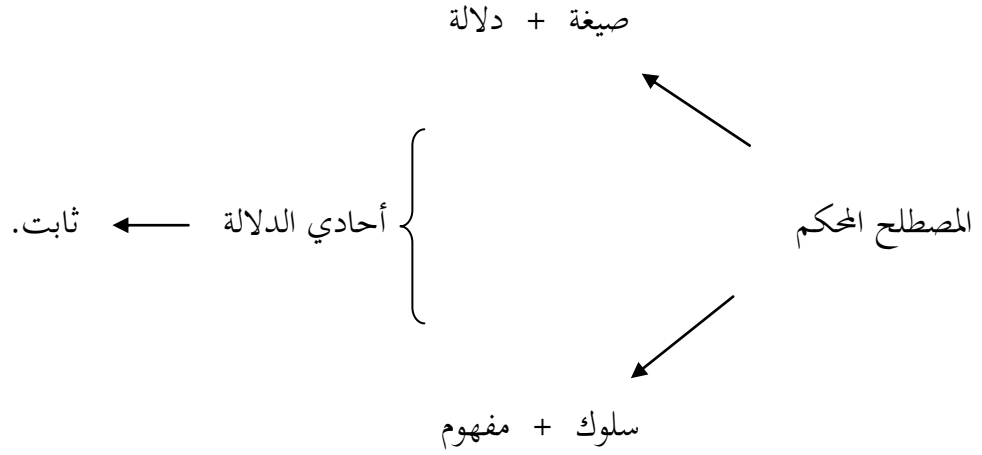 صيغة + دلالة
المصطلح المحكم أحادي الدلالة ثابت.
سلوك + مفهوم